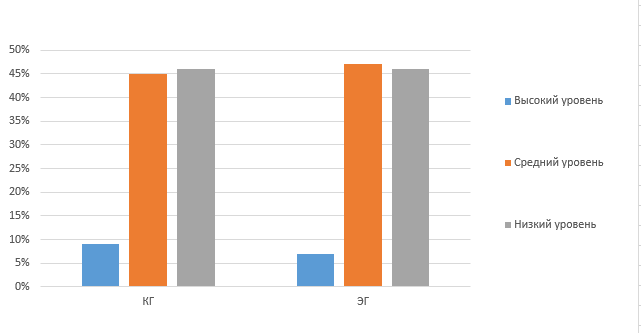 50%
45%
40%
35%
30%
25%
20%
15%
10%
5%
0%
КГ
ЭГ
Высокий уровень
Средний уровень
Низкий уровень